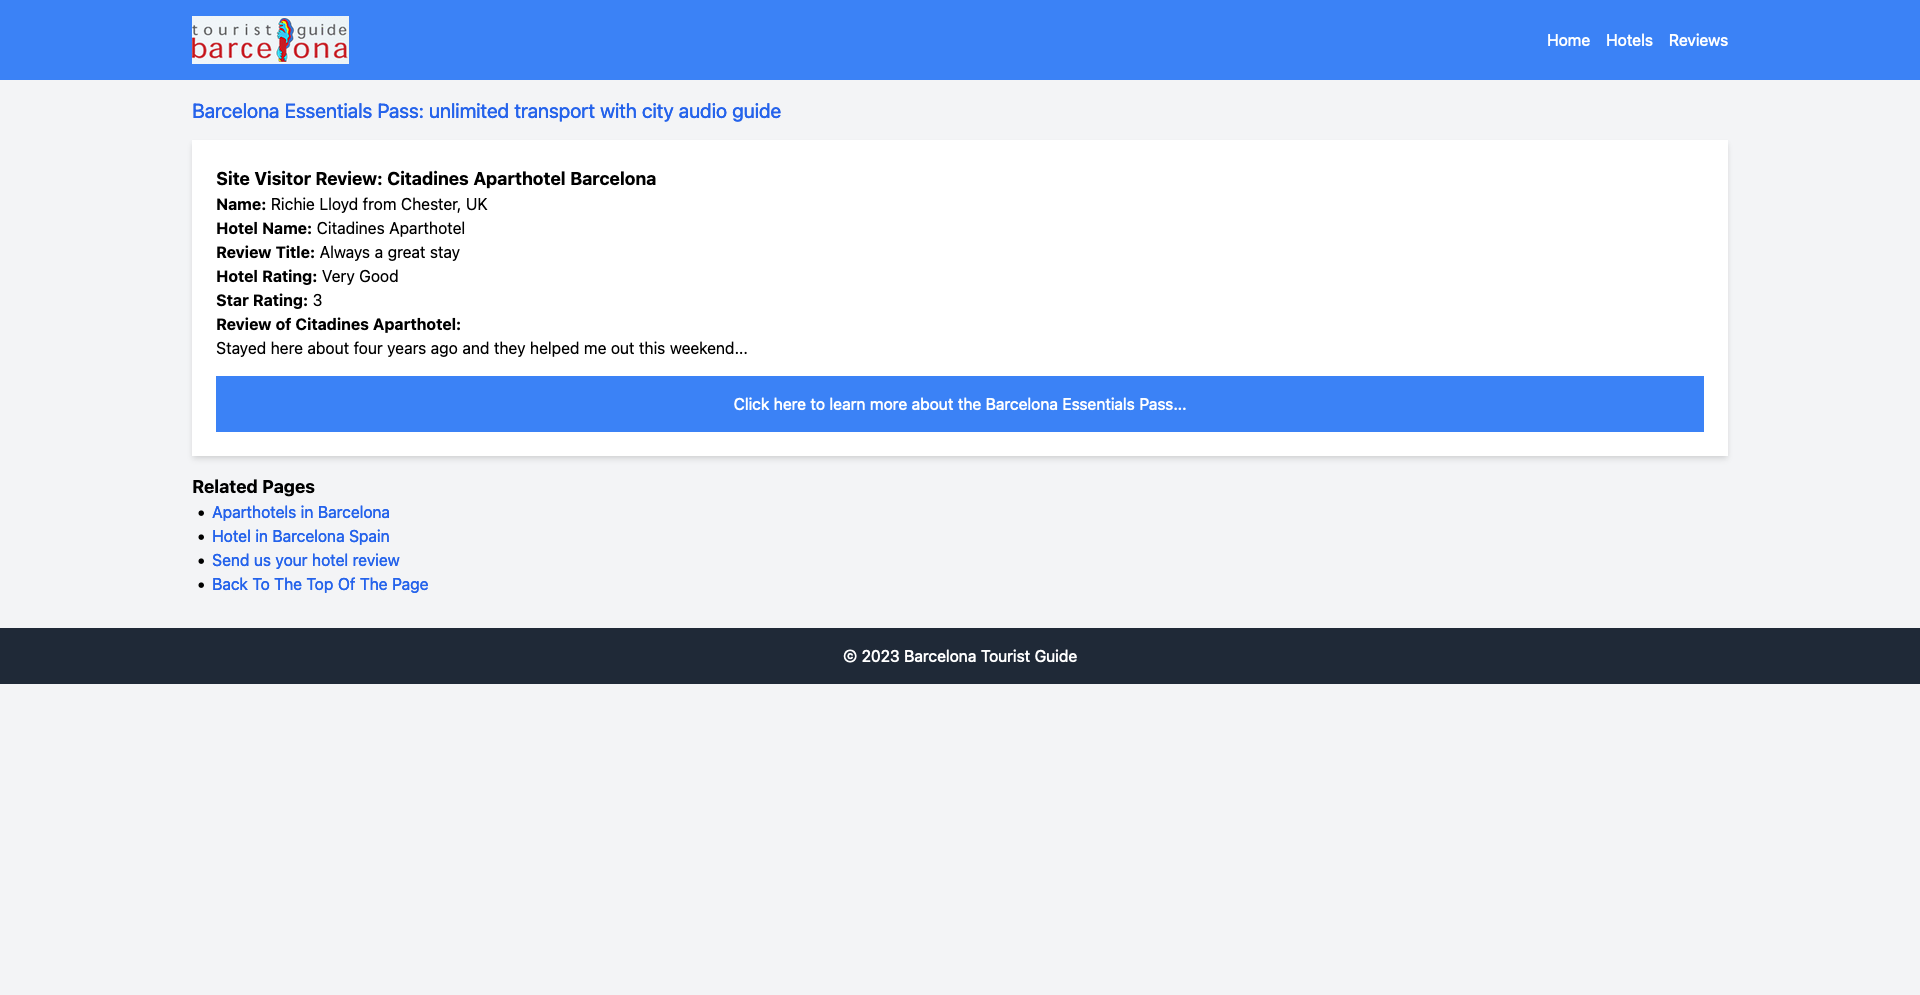 tourist guide
barcelona
Home Hotels Reviews
Barcelona Essentials Pass: unlimited transport with city audio guide
Site Visitor Review: Citadines Aparthotel Barcelona
Name: Richie Lloyd from Chester, UK
Hotel Name: Citadines Aparthotel
Review Title: Always a great stay
Hotel Rating: Very Good
Star Rating: 3
Review of Citadines Aparthotel:
Stayed here about four years ago and they helped me out this weekend...
Click here to learn more about the Barcelona Essentials Pass...
Related Pages
• Aparthotels in Barcelona
• Hotel in Barcelona Spain
• Send us your hotel review
• Back To The Top Of The Page
© 2023 Barcelona Tourist Guide